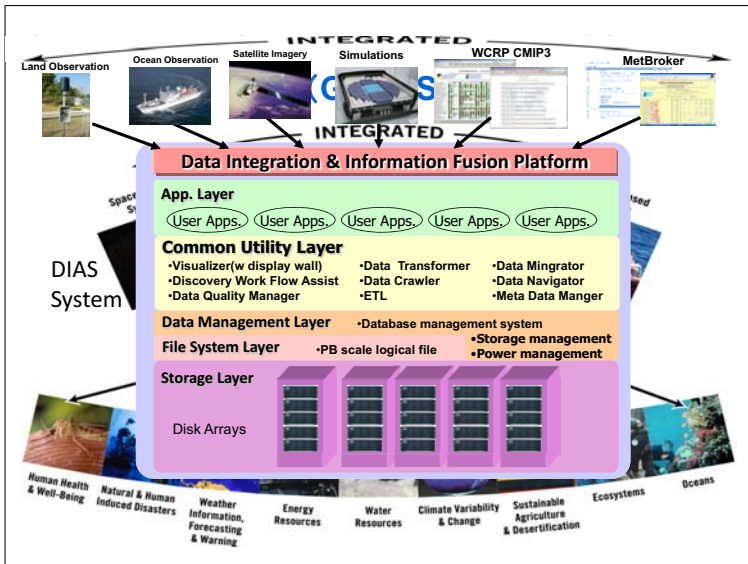 INTEGRATED
Land Observation
Ocean Observation
Satellite Imagery
Simulations
WCRP CMIP3
MetBroker
(G
S
INTEGRATED
Data Integration & Information Fusion Platform
App. Layer
User Apps. User Apps. User Apps. User Apps. User Apps.
Common Utility Layer
•Visualizer(w display wall) •Data Transformer •Data Mingrator
•Discovery Work Flow Assist •Data Crawler •Data Navigator
•Data Quality Manager •ETL •Meta Data Manger
DIAS
System
Data Management Layer •Database management system
File System Layer •PB scale logical file
•Storage management
•Power management
Storage Layer
Disk Arrays
Human Health
& Well-Being
Natural & Human
Induced Disasters
Weather
Information,
Forecasting
& Warning
Energy
Resources
Water
Resources
Climate Variability
& Change
Sustainable
Agriculture
& Desertification
Ecosystems
Oceans